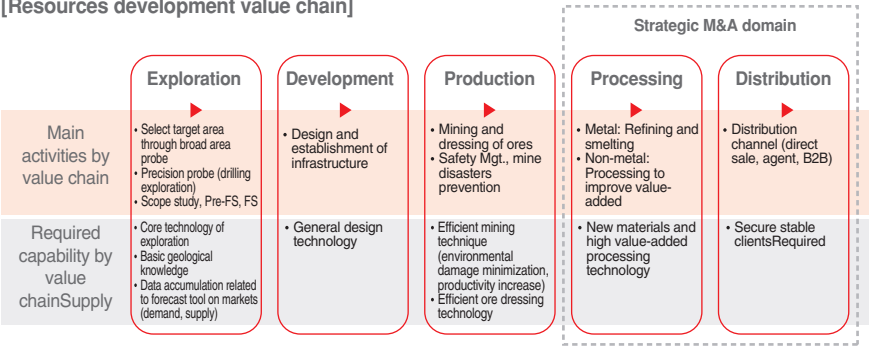 [Resources development value chain]
Strategic M&A domain
Exploration
Development
Production
Processing
Distribution
Main
activities by
value chain
• Select target area
through broad area
probe
• Precision probe (drilling
exploration)
• Scope study, Pre-FS, FS
• Design and
establishment of
infrastructure
• Mining and
dressing of ores
• Safety Mgt., mine
disasters
prevention
• Metal: Refining and
smelting
• Non-metal:
Processing to
improve value-
added
• Distribution
channel (direct
sale, agent, B2B)
Required
capability by
value
chainSupply
• Core technology of
exploration
• Basic geological
knowledge
• Data accumulation related
to forecast tool on markets
(demand, supply)
• General design
technology
• Efficient mining
technique
(environmental
damage minimization,
productivity increase)
• Efficient ore dressing
technology
• New materials and
high value-added
processing
technology
• Secure stable
clientsRequired